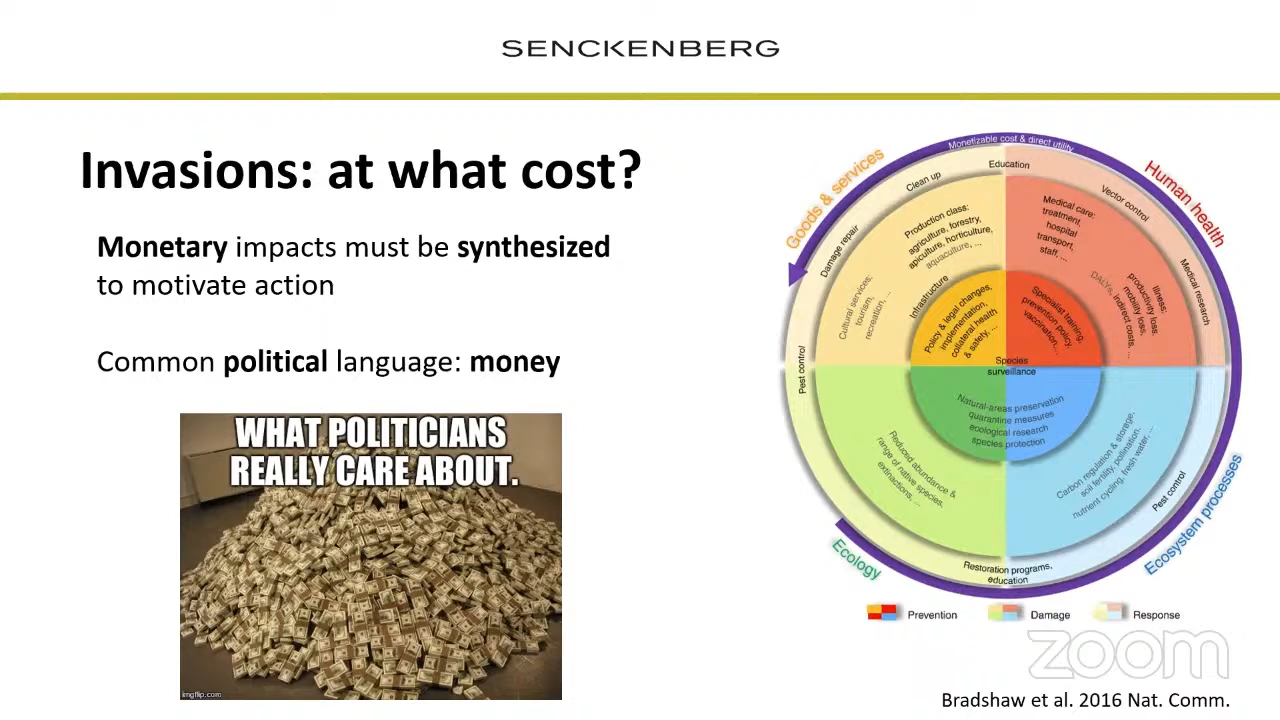 SENCKENBERG
Invasions: at what cost?
Monetary impacts must be synthesized
to motivate action
Common political language: money
WHAT POLITICIANS
REALLY CARE ABOUT.
imgflip.com
Monetizable cost & direct utility
Goods & services
Human health
Ecosystem processes
Ecology
Education
Clean up
Damage repair
Pest control
Vector control
Medical research
Pest control
Restoration programs,
education
Production class:
agriculture, forestry,
apiculture, horticulture,
aquaculture, ...
Infrastructure
Cultural services:
tourism,
recreation, ...
Medical care:
treatment,
hospital
transport,
staff, ...
Illness:
productivity loss,
mobility loss,
DALYs, indirect costs, ...
Policy & legal changes,
implementation,
collateral health
& safety, ...
Specialist training,
prevention policy,
vaccination...
Species
surveillance
Natural-areas preservation
quarantine measures
ecological research
species protection
Reduced abundance &
range of native species,
extinctions, ...
Carbon regulation & storage,
soil fertility, pollination,
nutrient cycling, fresh water, ...
Prevention
Damage
Response
zoom
Bradshaw et al. 2016 Nat. Comm.